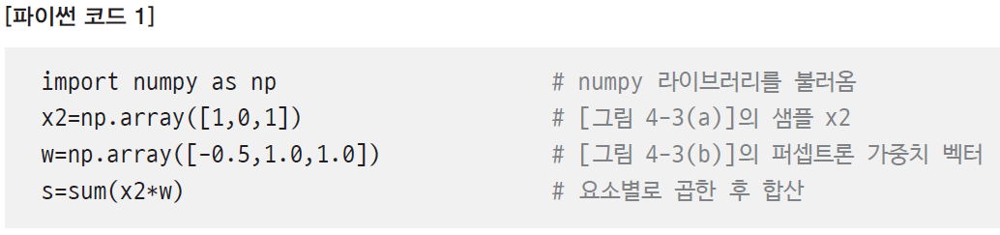 [파이썬 코드 1]
import numpy as np # numpy 라이브러리를 불러옴
x2=np.array([1,0,1]) # [그림 4-3(a)]의 샘플 x2
w=np.array([-0.5,1.0,1.0]) # [그림 4-3(b)]의 퍼셉트론 가중치 벡터
s=sum(x2*w) # 요소별로 곱한 후 합산